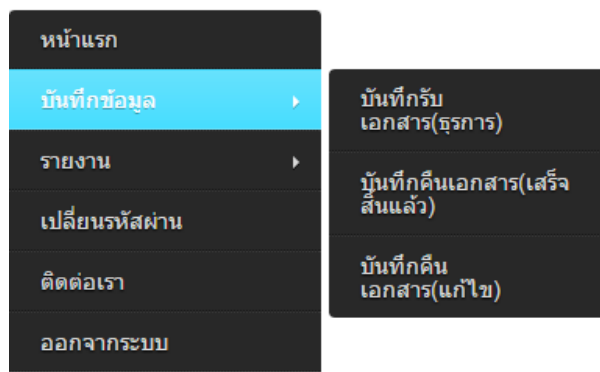 หน้าแรก
บันทึกข้อมูล
รายงาน
เปลี่ยนรหัสผ่าน
ติดต่อเรา
ออกจากระบบ
บันทึกรับ
เอกสาร(ธุรการ)
บันทึกคืนเอกสาร(เสร็จ
สิ้นแล้ว)
บันทึกคืน
เอกสาร(แก้ไข)